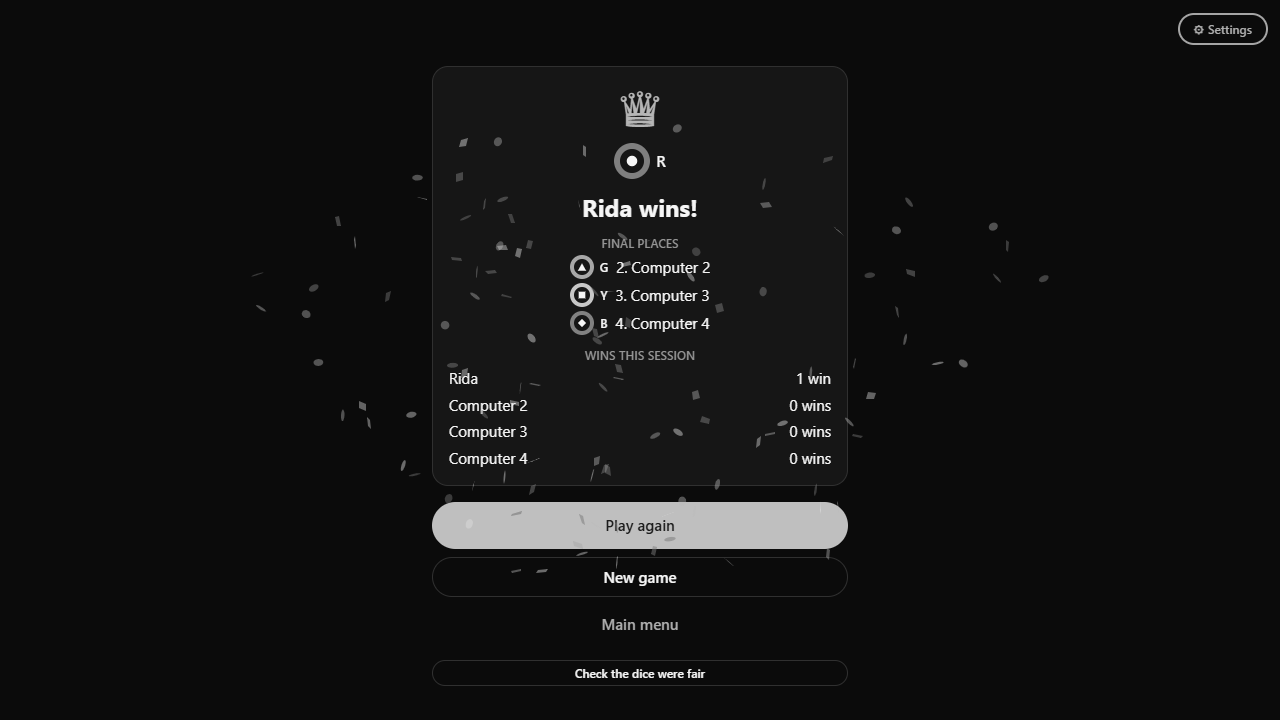 ⚙ Settings
R
Rida wins!
FINAL PLACES
G 2. Computer 2
Y 3. Computer 3
B 4. Computer 4
WINS THIS SESSION
Rida 1 win
Computer 2 0 wins
Computer 3 0 wins
Computer 4 0 wins
Play again
New game
Main menu
Check the dice were fair